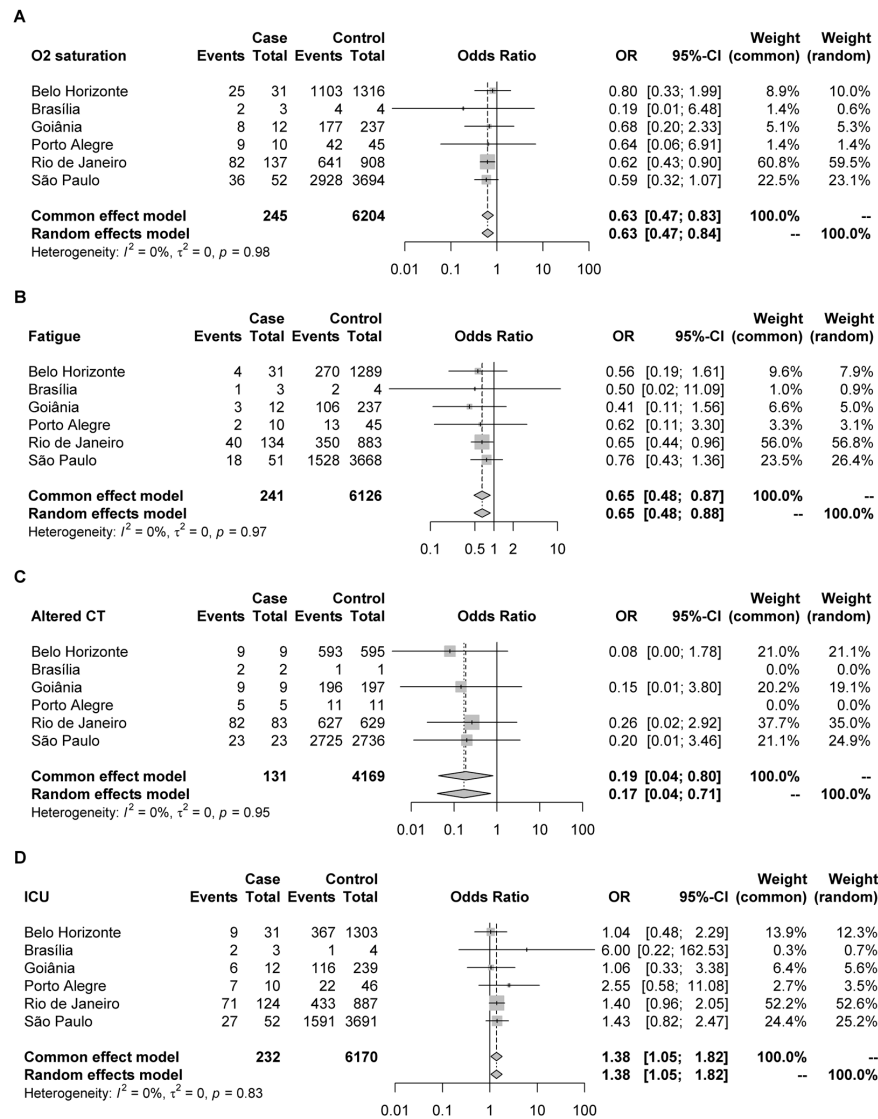 A
Case Control Weight Weight
O2 saturation Events Total Events Total Odds Ratio OR 95%-CI (common) (random)
Belo Horizonte 25 31 1103 1316 0.80 [0.33; 1.99] 8.9% 10.0%
Brasília 2 3 4 4 0.19 [0.01; 6.48] 1.4% 0.6%
Goiânia 8 12 177 237 0.68 [0.20; 2.33] 5.1% 5.3%
Porto Alegre 9 10 42 45 0.64 [0.06; 6.91] 1.4% 1.4%
Rio de Janeiro 82 137 641 908 0.62 [0.43; 0.90] 60.8% 59.5%
São Paulo 36 52 2928 3694 0.59 [0.32; 1.07] 22.5% 23.1%
Common effect model 245 6204 0.63 [0.47; 0.83] 100.0% --
Random effects model 0.63 [0.47; 0.84] -- 100.0%
Heterogeneity: I² = 0%, τ² = 0, p = 0.98
0.01 0.1 1 10 100
B
Case Control Weight Weight
Fatigue Events Total Events Total Odds Ratio OR 95%-CI (common) (random)
Belo Horizonte 4 31 270 1289 0.56 [0.19; 1.61] 9.6% 7.9%
Brasília 1 3 2 4 0.50 [0.02; 11.09] 1.0% 0.9%
Goiânia 3 12 106 237 0.41 [0.11; 1.56] 6.6% 5.0%
Porto Alegre 2 10 13 45 0.62 [0.11; 3.30] 3.3% 3.1%
Rio de Janeiro 40 134 350 883 0.65 [0.44; 0.96] 56.0% 56.8%
São Paulo 18 51 1528 3668 0.76 [0.43; 1.36] 23.5% 26.4%
Common effect model 241 6126 0.65 [0.48; 0.87] 100.0% --
Random effects model 0.65 [0.48; 0.88] -- 100.0%
Heterogeneity: I² = 0%, τ² = 0, p = 0.97
0.1 0.5 1 2 10
C
Case Control Weight Weight
Altered CT Events Total Events Total Odds Ratio OR 95%-CI (common) (random)
Belo Horizonte 9 9 593 595 0.08 [0.00; 1.78] 21.0% 21.1%
Brasília 2 2 1 1 0.0% 0.0%
Goiânia 9 9 196 197 0.15 [0.01; 3.80] 20.2% 19.1%
Porto Alegre 5 5 11 11 0.0% 0.0%
Rio de Janeiro 82 83 627 629 0.26 [0.02; 2.92] 37.7% 35.0%
São Paulo 23 23 2725 2736 0.20 [0.01; 3.46] 21.1% 24.9%
Common effect model 131 4169 0.19 [0.04; 0.80] 100.0% --
Random effects model 0.17 [0.04; 0.71] -- 100.0%
Heterogeneity: I² = 0%, τ² = 0, p = 0.95
0.01 0.1 1 10 100
D
Case Control Weight Weight
ICU Events Total Events Total Odds Ratio OR 95%-CI (common) (random)
Belo Horizonte 9 31 367 1303 1.04 [0.48; 2.29] 13.9% 12.3%
Brasília 2 3 1 4 6.00 [0.22; 162.53] 0.3% 0.7%
Goiânia 6 12 116 239 1.06 [0.33; 3.38] 6.4% 5.6%
Porto Alegre 7 10 22 46 2.55 [0.58; 11.08] 2.7% 3.5%
Rio de Janeiro 71 124 433 887 1.40 [0.96; 2.05] 52.2% 52.6%
São Paulo 27 52 1591 3691 1.43 [0.82; 2.47] 24.4% 25.2%
Common effect model 232 6170 1.38 [1.05; 1.82] 100.0% --
Random effects model 1.38 [1.05; 1.82] -- 100.0%
Heterogeneity: I² = 0%, τ² = 0, p = 0.83
0.01 0.1 1 10 100